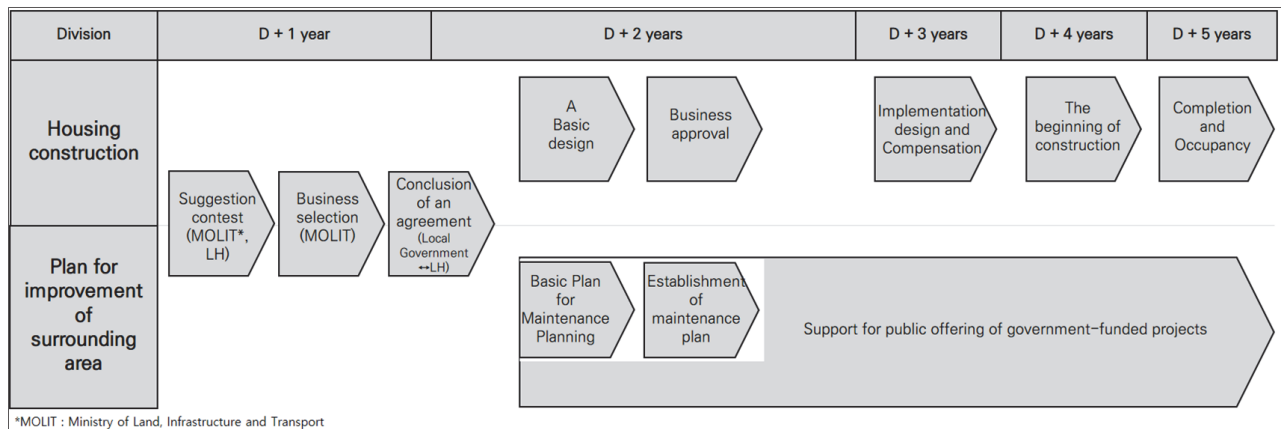 Division
D + 1 year
D + 2 years
D + 3 years
D + 4 years
D + 5 years
Housing
construction
Suggestion
contest
(MOLIT*,
LH)
Business
selection
(MOLIT)
Conclusion
of an
agreement
(Local
Government
↔LH)
A
Basic
design
Business
approval
Implementation
design and
Compensation
The
beginning of
construction
Completion
and
Occupancy
Plan for
improvement
of
surrounding
area
Basic Plan
for
Maintenance
Planning
Establishment
of
maintenance
plan
Support for public offering of government-funded projects
*MOLIT : Ministry of Land, Infrastructure and Transport